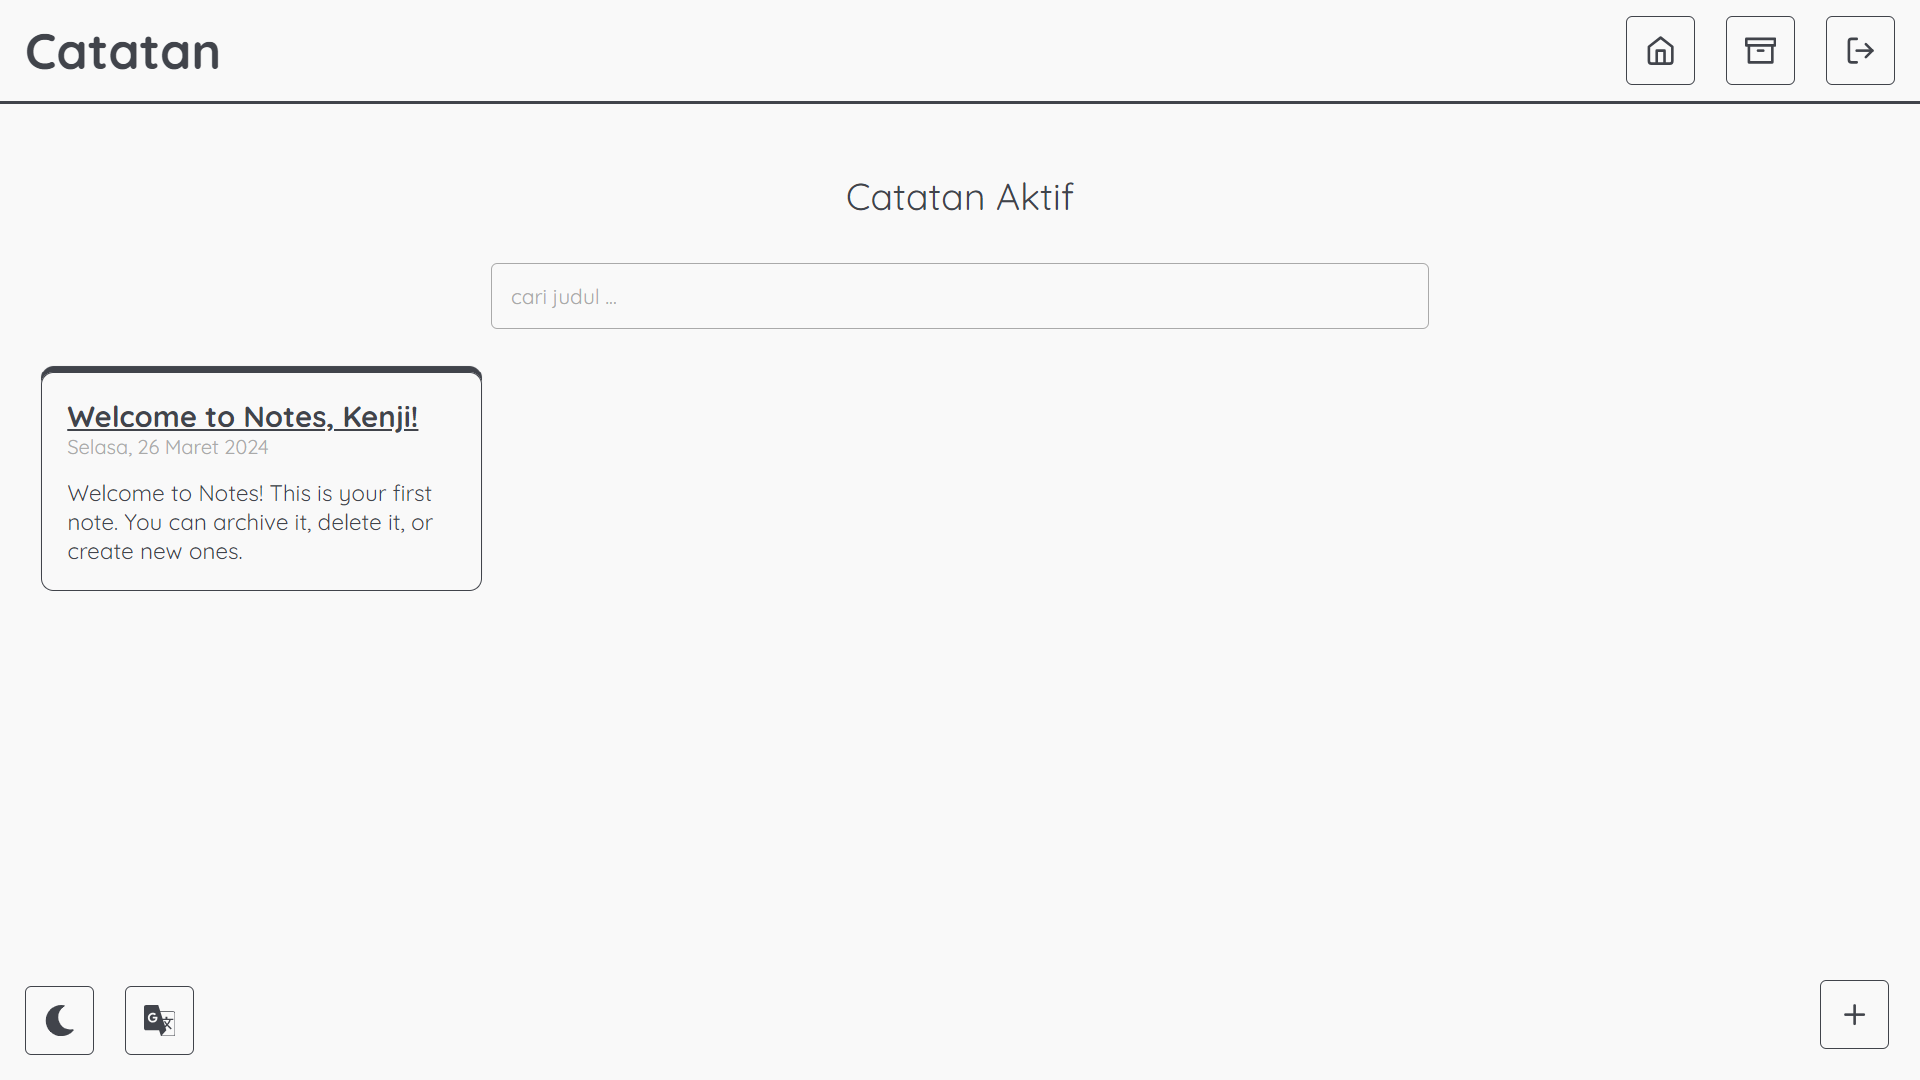 Catatan
Catatan Aktif
cari judul ...
Welcome to Notes, Kenji!
Selasa, 26 Maret 2024
Welcome to Notes! This is your first
note. You can archive it, delete it, or
create new ones.